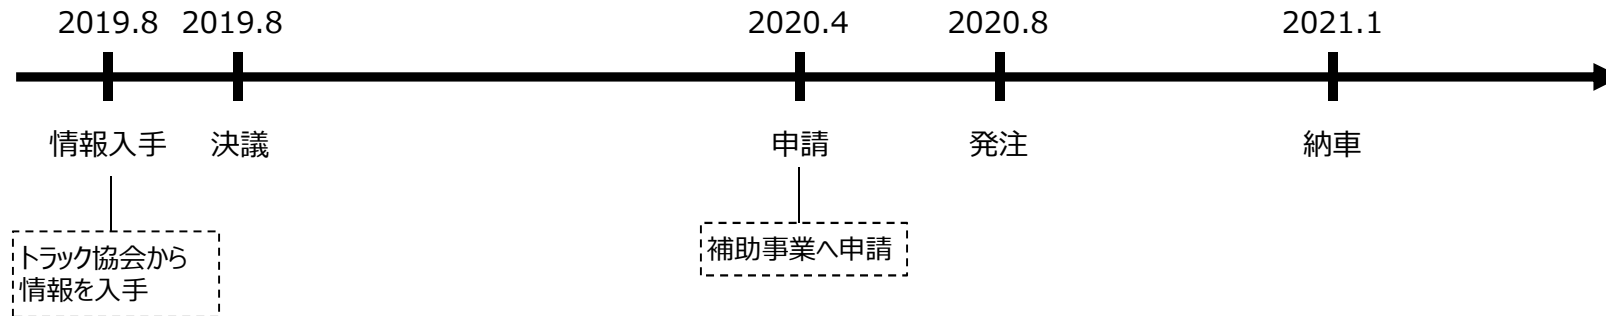 2019.8 2019.8 2020.4 2020.8 2021.1
情報入手 決議 申請 発注 納車
トラック協会から
情報を入手
補助事業へ申請